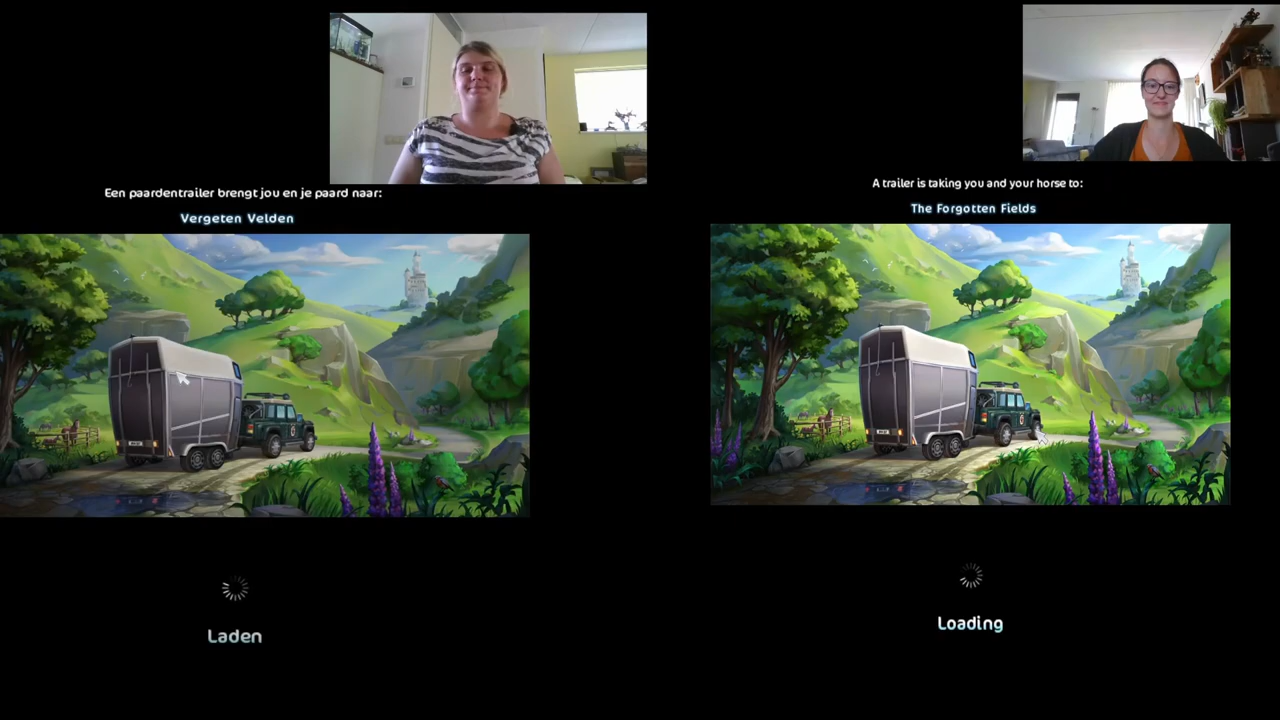 Een paardentrailer brengt jou en je paard naar:
Vergeten Velden
Laden
A trailer is taking you and your horse to:
The Forgotten Fields
Loading